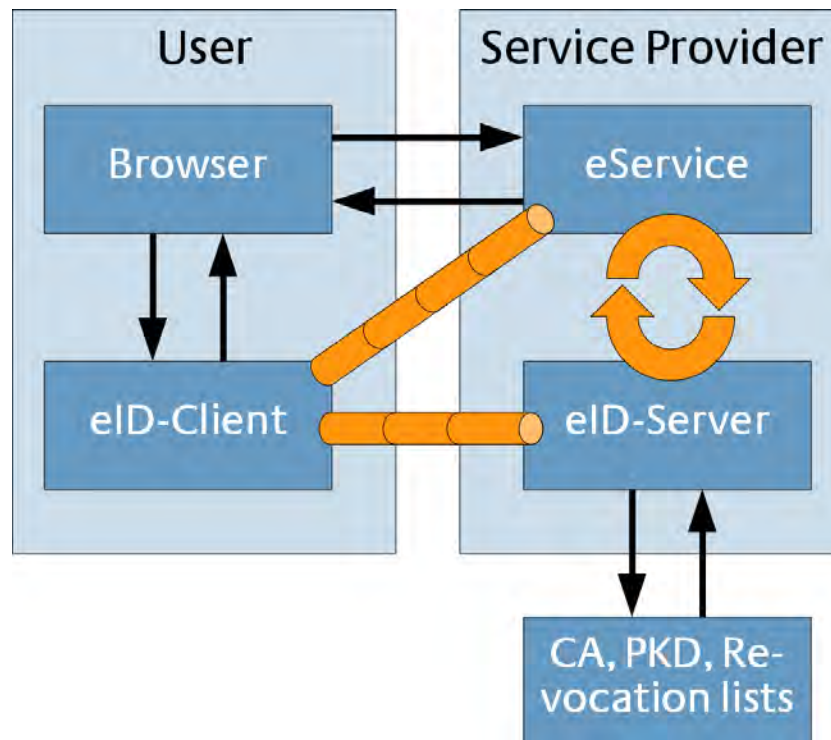 User
Service Provider
Browser
eService
eID-Client
eID-Server
CA, PKD, Re-
vocation lists